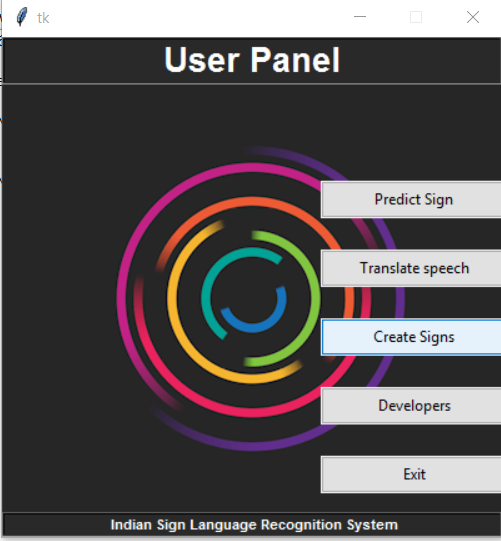 tk
User Panel
Predict Sign
Translate speech
Create Signs
Developers
Exit
Indian Sign Language Recognition System